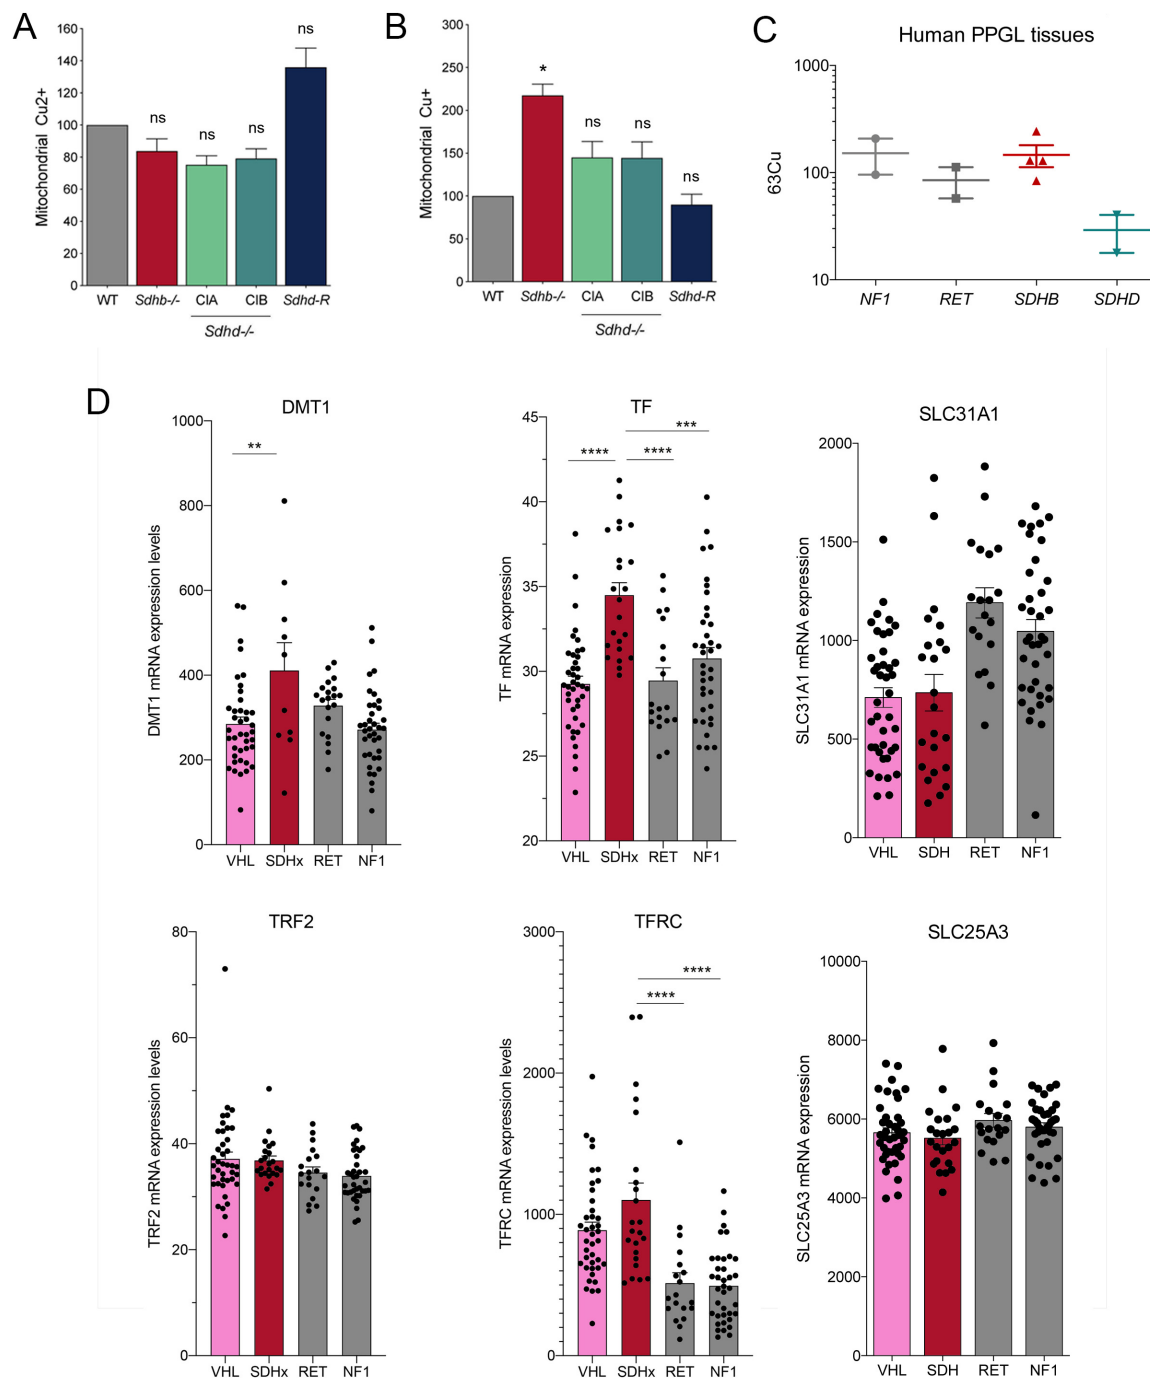 A
Mitochondrial Cu2+
160
140
120
100
80
60
40
20
0
ns
ns
ns
ns
WT
Sdhb-/-
ClA
ClB
Sdhd-R
Sdhd-/-
B
Mitochondrial Cu+
300
250
200
150
100
50
0
*
ns
ns
ns
WT
Sdhb-/-
ClA
ClB
Sdhd-R
Sdhd-/-
C
Human PPGL tissues
63Cu
1000
100
10
NF1
RET
SDHB
SDHD
D
DMT1
DMT1 mRNA expression levels
1000
800
600
400
200
0
**
VHL
SDHx
RET
NF1
TF
TF mRNA expression
45
40
35
30
25
20
****
****
***
VHL
SDHx
RET
NF1
SLC31A1
SLC31A1 mRNA expression
2000
1500
1000
500
0
VHL
SDH
RET
NF1
TRF2
TRF2 mRNA expression levels
80
60
40
20
0
VHL
SDHx
RET
NF1
TFRC
TFRC mRNA expression levels
3000
2000
1000
0
****
****
VHL
SDHx
RET
NF1
SLC25A3
SLC25A3 mRNA expression
10000
8000
6000
4000
2000
0
VHL
SDH
RET
NF1